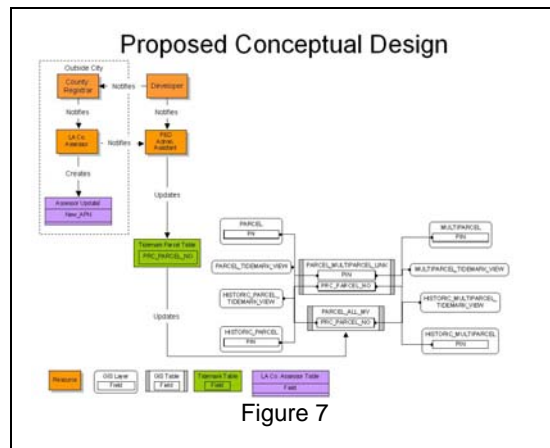 Proposed Conceptual Design
Outside City
County
Registrar
Notifies
Developer
Notifies
Notifies
LA Co.
Assessor
Notifies
P&D
Admin.
Assistant
Creates
Updates
Assessor Update
New_APN
Tidemark Parcel Table
PRC_PARCEL_NO
Updates
PARCEL
PIN
PARCEL_TIDEMARK_VIEW
HISTORIC_PARCEL_
TIDEMARK_VIEW
HISTORIC_PARCEL
PIN
PARCEL_MULTIPARCEL_LINK
PIN
PRC_PARCEL_NO
PARCEL_ALL_MV
PRC_PARCEL_NO
MULTIPARCEL
PIN
MULTIPARCEL_TIDEMARK_VIEW
HISTORIC_MULTIPARCEL_
TIDEMARK_VIEW
HISTORIC_MULTIPARCEL
PIN
Resource
GIS Layer
Field
GIS Table
Field
Tidemark Table
Field
LA Co. Assessor Table
Field
Figure 7